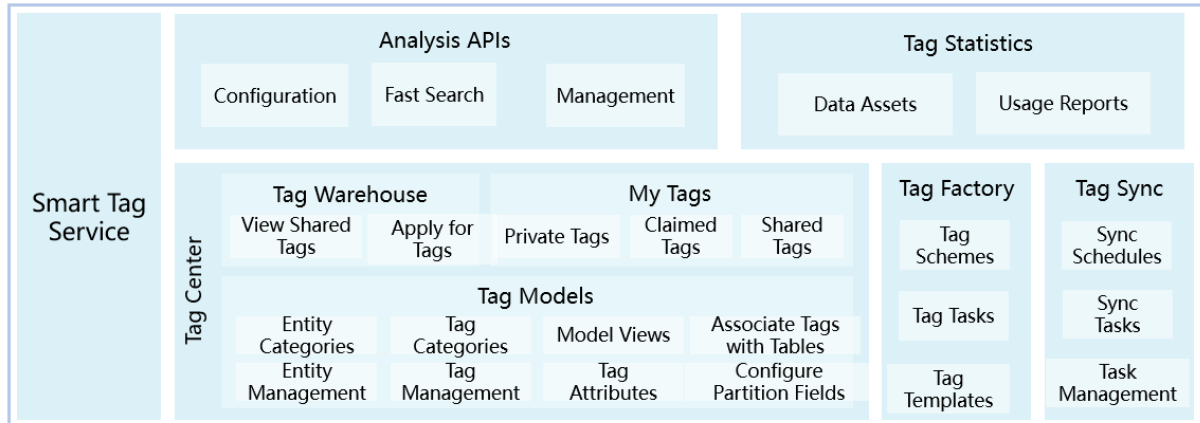 Smart Tag
Service
Analysis APIs
Configuration
Fast Search
Management
Tag Statistics
Data Assets
Usage Reports
Tag Center
Tag Warehouse
View Shared
Tags
Apply for
Tags
My Tags
Private Tags
Claimed
Tags
Shared
Tags
Tag Models
Entity
Categories
Tag
Categories
Model Views
Associate Tags
with Tables
Entity
Management
Tag
Management
Tag
Attributes
Configure
Partition Fields
Tag Factory
Tag
Schemes
Tag Tasks
Tag
Templates
Tag Sync
Sync
Schedules
Sync
Tasks
Task
Management